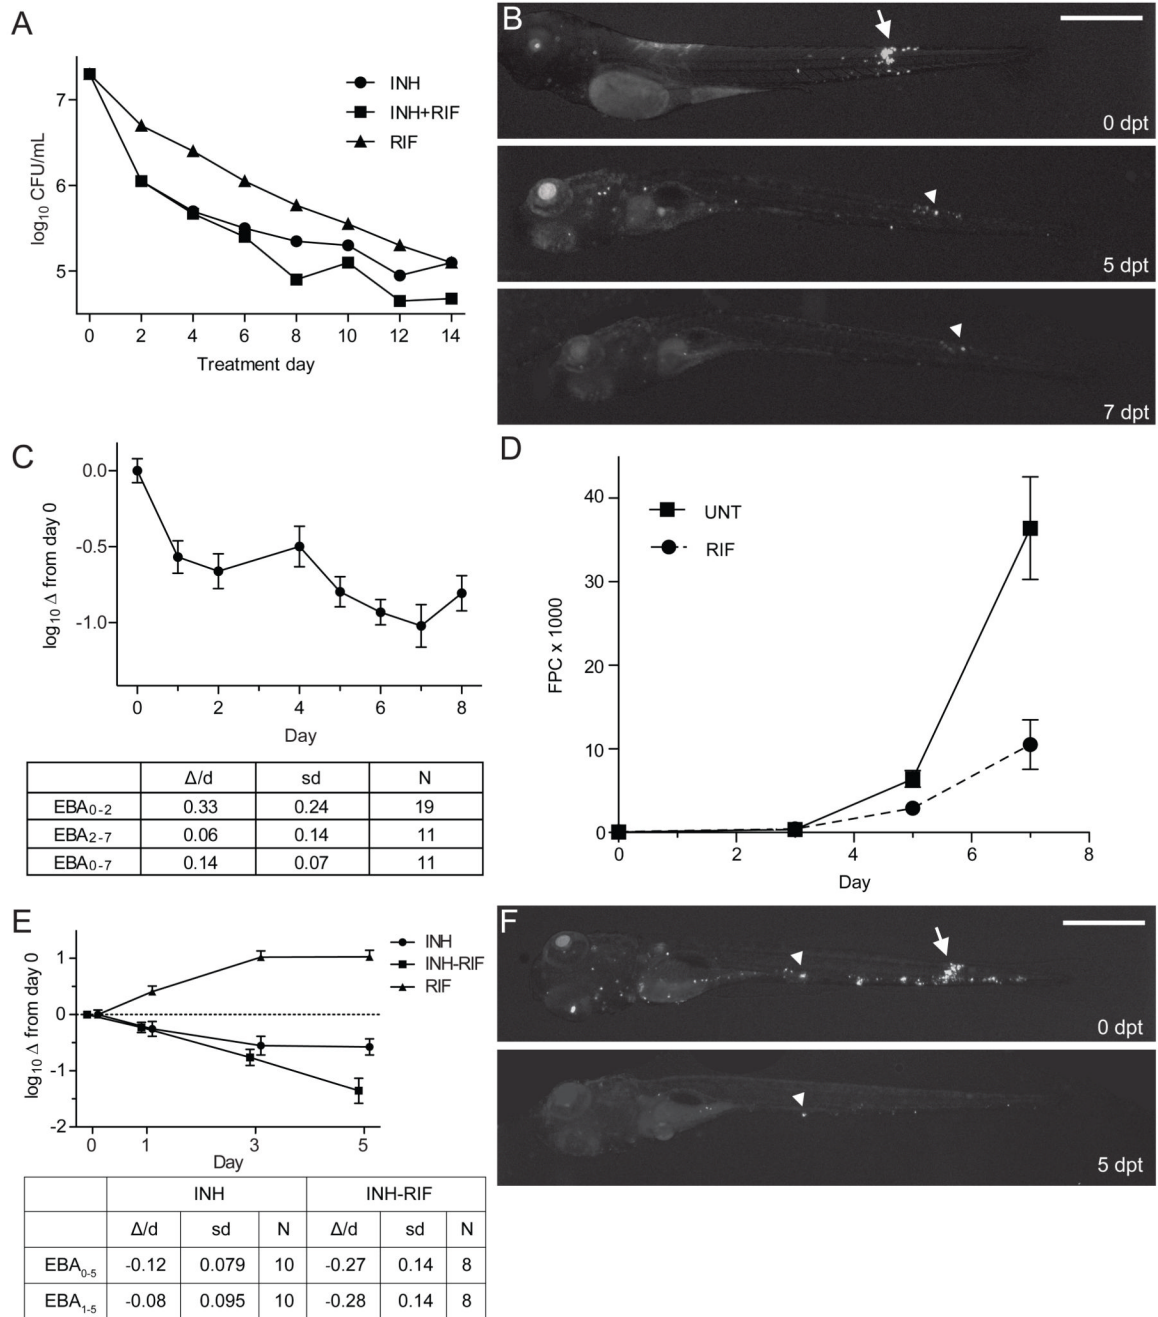 A
7
6
5
log10 CFU/mL
INH
INH+RIF
RIF
0 2 4 6 8 10 12 14
Treatment day
B
0 dpt
5 dpt
7 dpt
C
0.0
-0.5
-1.0
log10 Δ from day 0
0 2 4 6 8
Day
Δ/d sd N
EBA0-2 0.33 0.24 19
EBA2-7 0.06 0.14 11
EBA0-7 0.14 0.07 11
D
40
30
20
10
0
FPC x 1000
UNT
RIF
0 2 4 6 8
Day
E
1
0
-1
-2
log10 Δ from day 0
INH
INH-RIF
RIF
0 1 3 5
Day
INH INH-RIF
Δ/d sd N Δ/d sd N
EBA0-5 -0.12 0.079 10 -0.27 0.14 8
EBA1-5 -0.08 0.095 10 -0.28 0.14 8
F
0 dpt
5 dpt